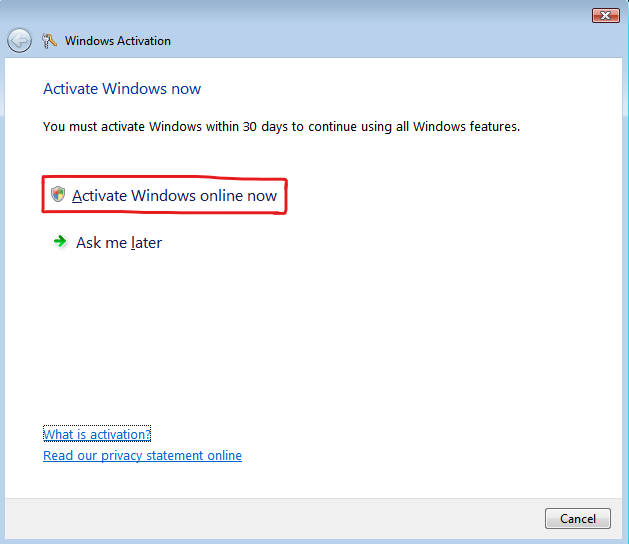 Windows Activation
Activate Windows now
You must activate Windows within 30 days to continue using all Windows features.
Activate Windows online now
Ask me later
What is activation?
Read our privacy statement online
Cancel